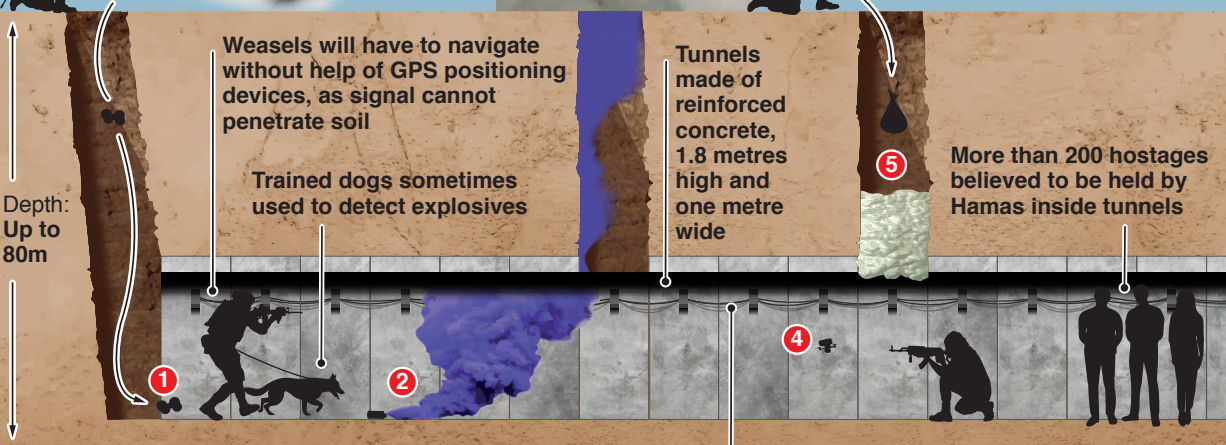 Weasels will have to navigate
without help of GPS positioning
devices, as signal cannot
penetrate soil
Trained dogs sometimes
used to detect explosives
Tunnels
made of
reinforced
concrete,
1.8 metres
high and
one metre
wide
More than 200 hostages
believed to be held by
Hamas inside tunnels
Depth:
Up to
80m
1
2
4
5